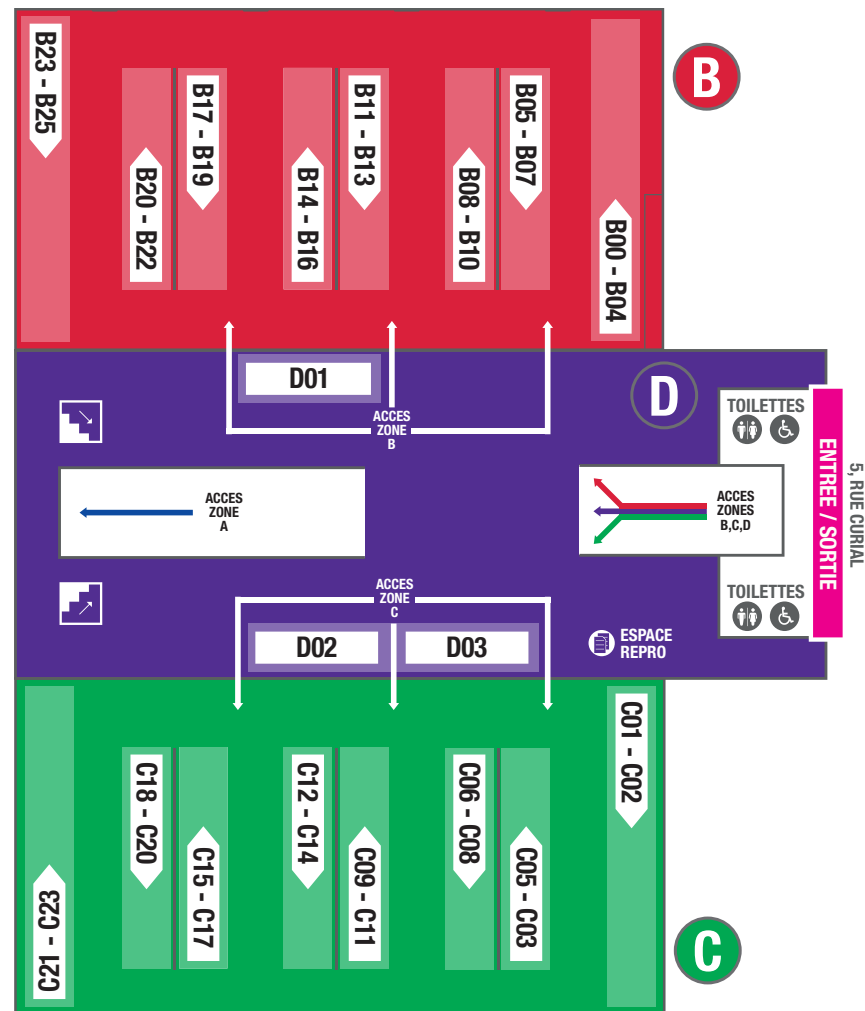 B
B23 - B25
B20 - B22
B17 - B19
B14 - B16
B11 - B13
B08 - B10
B05 - B07
B00 - B04
D
D01
ACCES
ZONE
B
TOILETTES
ACCES
ZONE
A
ACCES
ZONES
B,C,D
ENTREE / SORTIE
5, RUE CURIAL
ACCES
ZONE
C
TOILETTES
D02
D03
ESPACE
REPRO
C01 - C02
C18 - C20
C15 - C17
C12 - C14
C09 - C11
C06 - C08
C05 - C03
C21 - C23
C